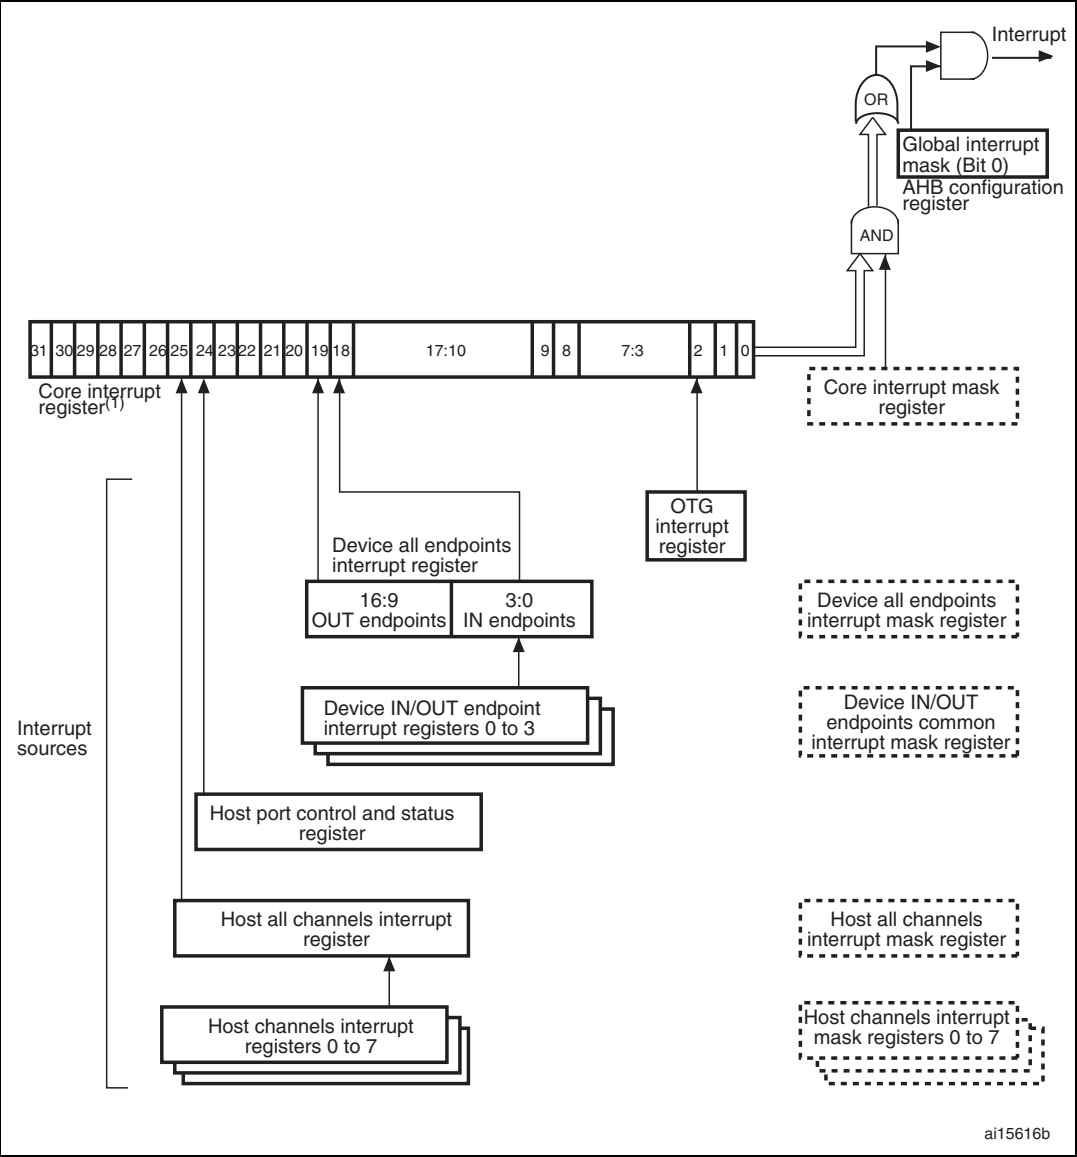 Interrupt
OR
Global interrupt
mask (Bit 0)
AHB configuration
register
AND
31 30 29 28 27 26 25 24 23 22 21 20 19 18 17:10 9 8 7:3 2 1 0
Core interrupt
register(1)
Core interrupt mask
register
OTG
interrupt
register
Device all endpoints
interrupt register
16:9
OUT endpoints
3:0
IN endpoints
Device all endpoints
interrupt mask register
Device IN/OUT endpoint
interrupt registers 0 to 3
Device IN/OUT
endpoints common
interrupt mask register
Interrupt
sources
Host port control and status
register
Host all channels interrupt
register
Host all channels
interrupt mask register
Host channels interrupt
registers 0 to 7
Host channels interrupt
mask registers 0 to 7
ai15616b